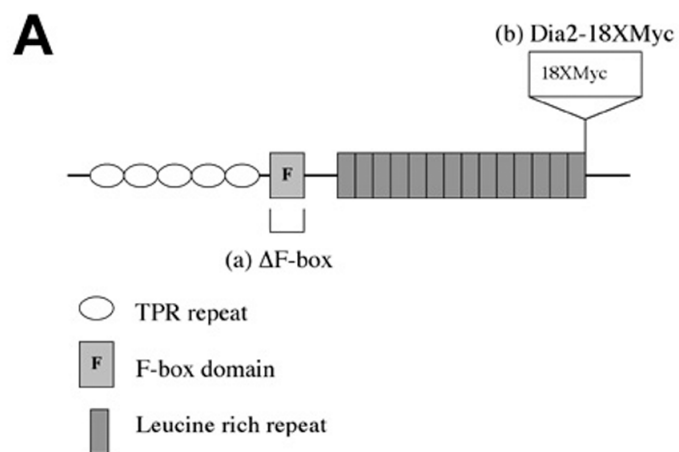 A
(b) Dia2-18XMyc
18XMyc
F
(a) ΔF-box
TPR repeat
F
F-box domain
Leucine rich repeat